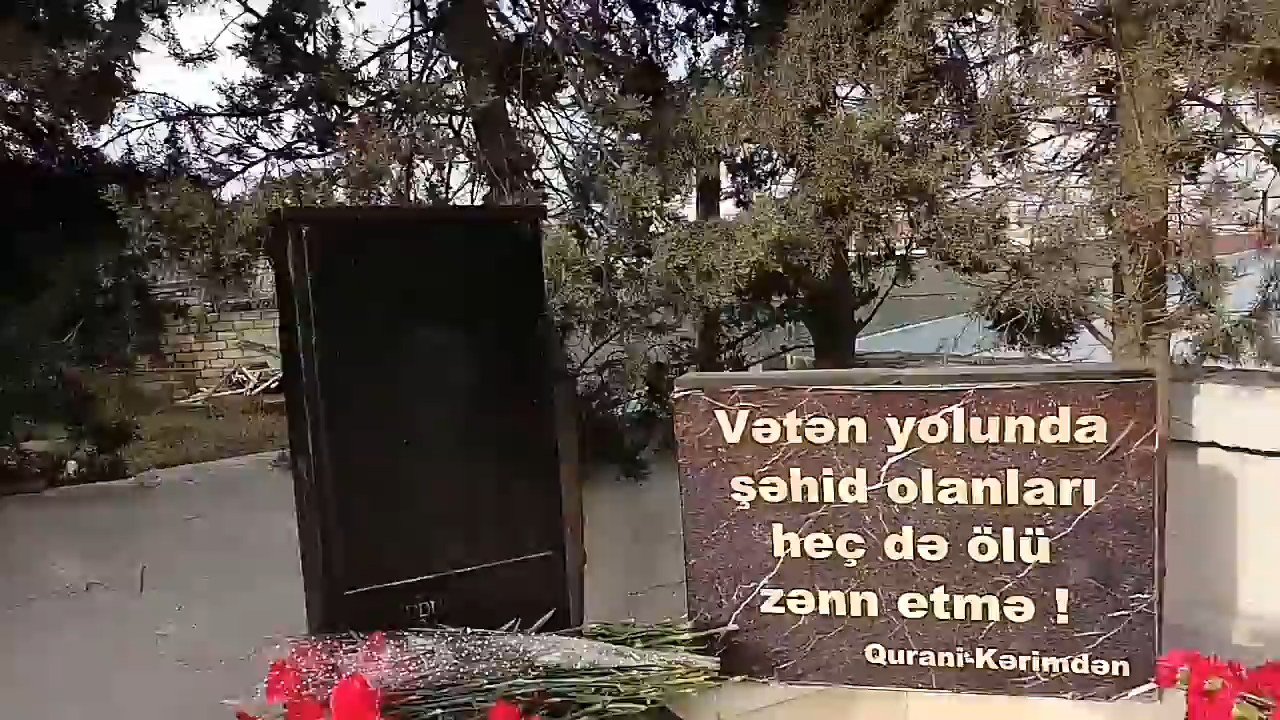 Vətən yolunda
şəhid olanları
heç də ölü
zənn etmə !
Qurani-Kərimdən